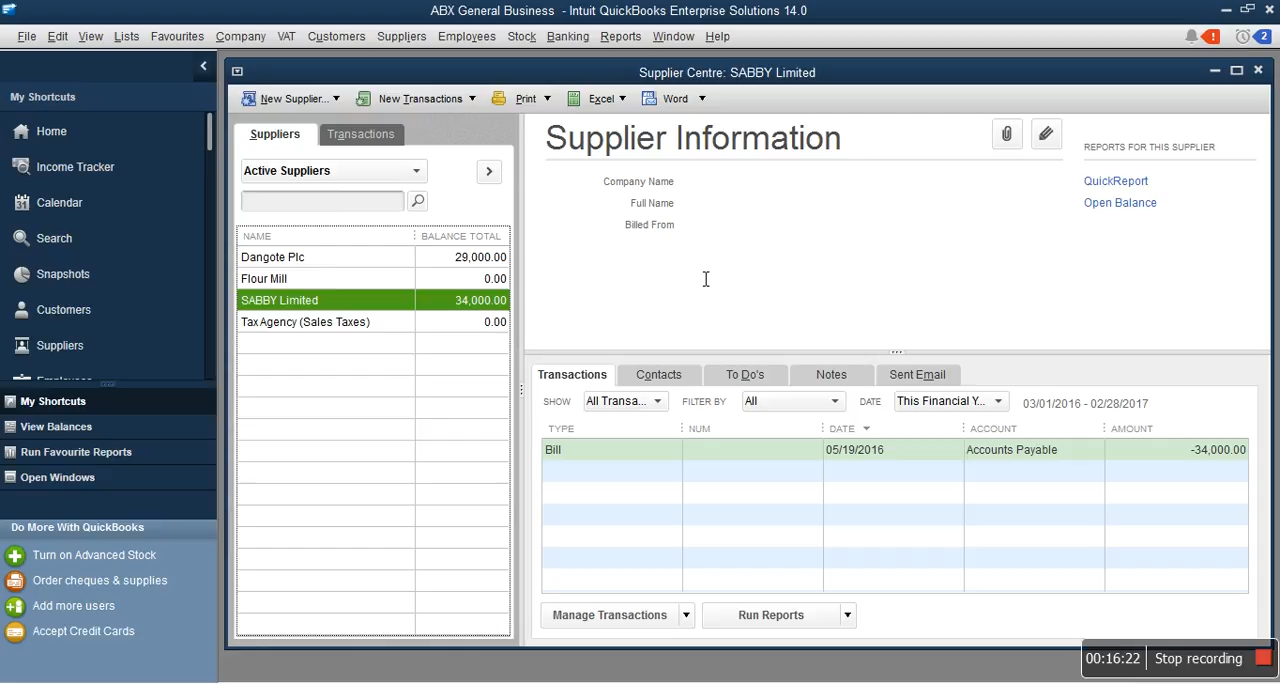 ABX General Business - Intuit QuickBooks Enterprise Solutions 14.0
File Edit View Lists Favourites Company VAT Customers Suppliers Employees Stock Banking Reports Window Help ! 2
My Shortcuts
Home
Income Tracker
Calendar
Search
Snapshots
Customers
Suppliers
My Shortcuts
View Balances
Run Favourite Reports
Open Windows
Do More With QuickBooks
Turn on Advanced Stock
Order cheques & supplies
Add more users
Accept Credit Cards
Supplier Centre: SABBY Limited
New Supplier... New Transactions Print Excel Word
Suppliers Transactions
Active Suppliers
NAME BALANCE TOTAL
Dangote Plc 29,000.00
Flour Mill 0.00
SABBY Limited 34,000.00
Tax Agency (Sales Taxes) 0.00
Supplier Information
Company Name
Full Name
Billed From
REPORTS FOR THIS SUPPLIER
QuickReport
Open Balance
Transactions Contacts To Do's Notes Sent Email
SHOW All Transa... FILTER BY All DATE This Financial Y... 03/01/2016 - 02/28/2017
TYPE NUM DATE ACCOUNT AMOUNT
Bill 05/19/2016 Accounts Payable -34,000.00
Manage Transactions Run Reports
00:16:22 Stop recording